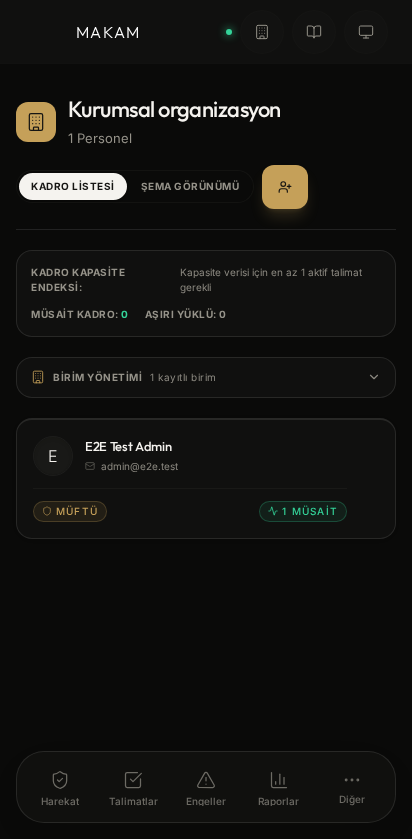 MAKAM
Kurumsal organizasyon
1 Personel
KADRO LİSTESİ
ŞEMA GÖRÜNÜMÜ
KADRO KAPASİTE
ENDEKSİ:
Kapasite verisi için en az 1 aktif talimat
gerekli
MÜSAİT KADRO: 0 AŞIRI YÜKLÜ: 0
BİRİM YÖNETİMİ 1 kayıtlı birim
E
E2E Test Admin
admin@e2e.test
MÜFTÜ
1 MÜSAİT
Harekat
Talimatlar
Engeller
Raporlar
Diğer